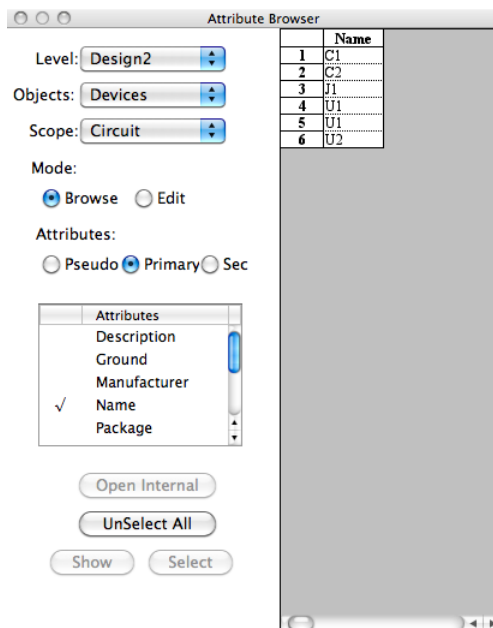 Attribute Browser
Level: Design2
Objects: Devices
Scope: Circuit
Mode:
Browse Edit
Attributes:
Pseudo Primary Sec
Attributes
Description
Ground
Manufacturer
√ Name
Package
Open Internal
UnSelect All
Show Select
Name
1 C1
2 C2
3 J1
4 U1
5 U1
6 U2